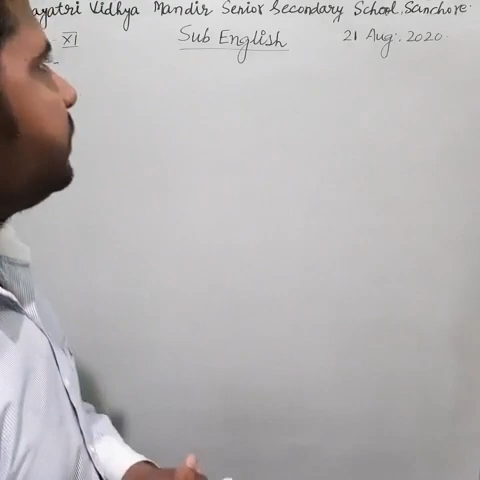 ayatri Vidhya Mandir Senior Secondary School, Sanchore.
XI Sub English 21 Aug. 2020.